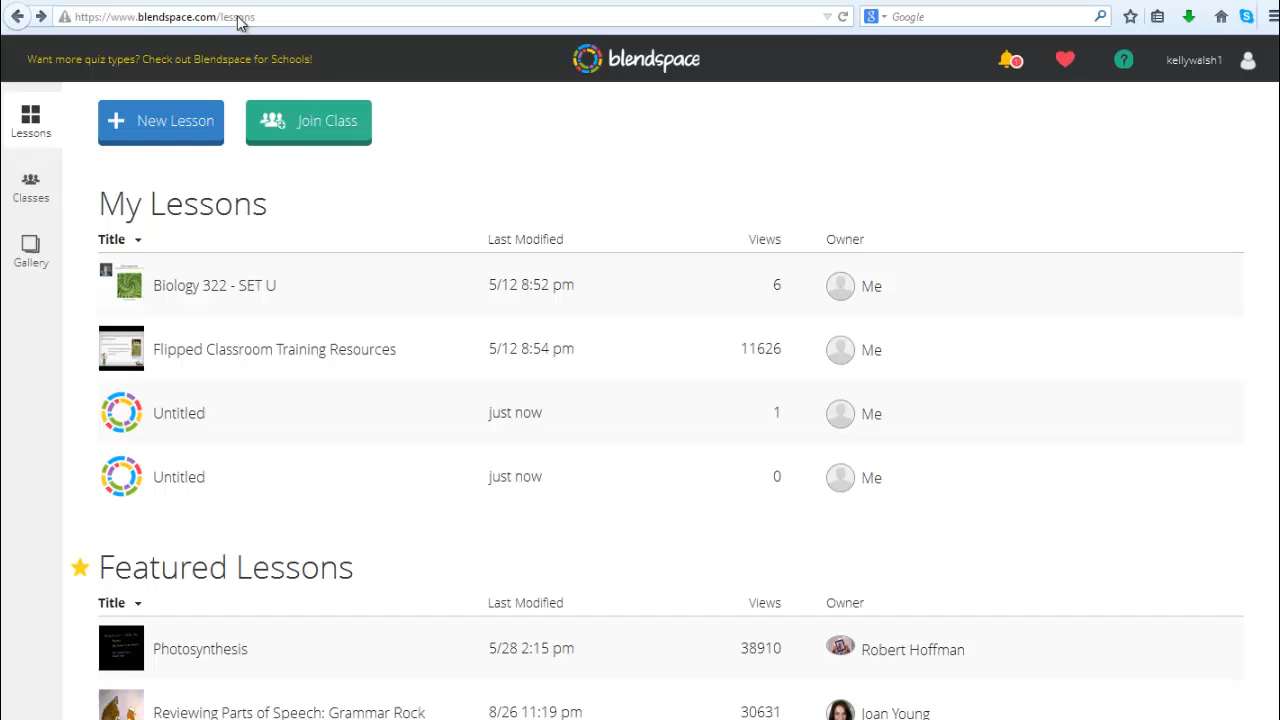 https://www.blendspace.com/lessons
Google
Want more quiz types? Check out Blendspace for Schools!
blendspace
kellywalsh1
Lessons
New Lesson
Join Class
Classes
Gallery
My Lessons
Title Last Modified Views Owner
Biology 322 - SET U 5/12 8:52 pm 6 Me
Flipped Classroom Training Resources 5/12 8:54 pm 11626 Me
Untitled just now 1 Me
Untitled just now 0 Me
Featured Lessons
Title Last Modified Views Owner
Photosynthesis 5/28 2:15 pm 38910 Robert Hoffman
Reviewing Parts of Speech: Grammar Rock 8/26 11:19 pm 30631 Joan Young